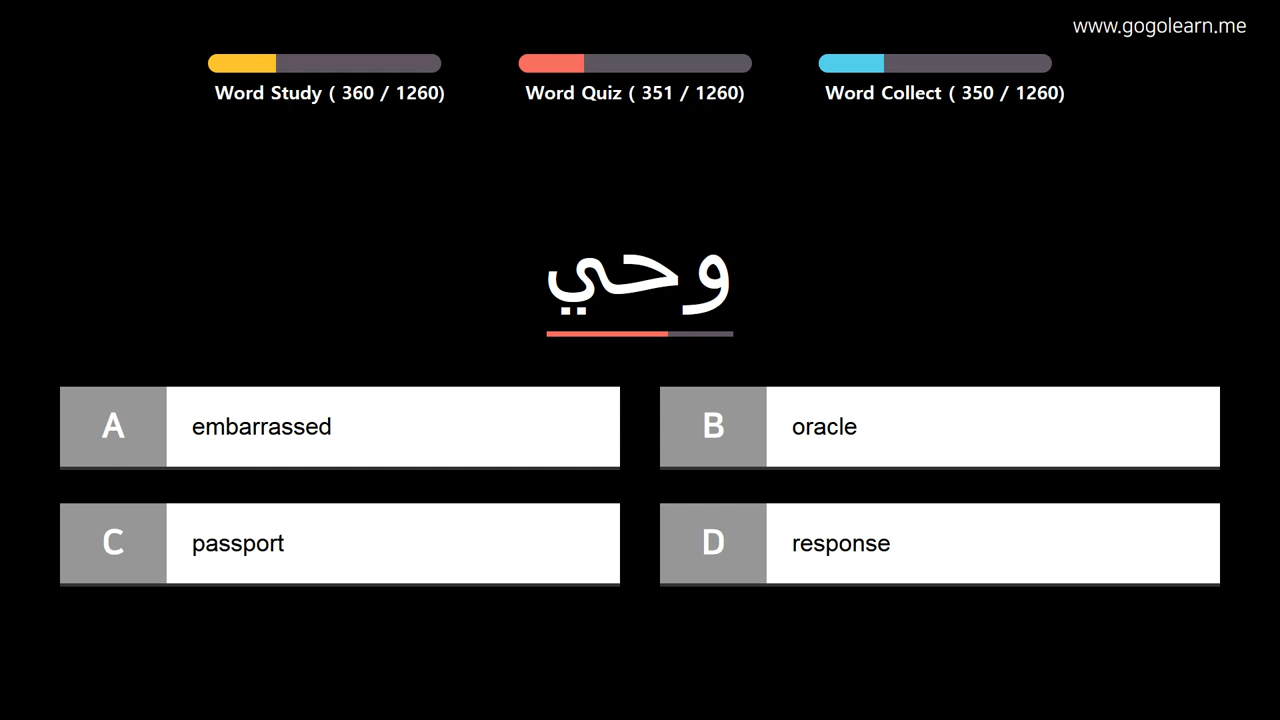 www.gogolearn.me
Word Study ( 360 / 1260)
Word Quiz ( 351 / 1260)
Word Collect ( 350 / 1260)
وحي
A embarrassed
B oracle
C passport
D response